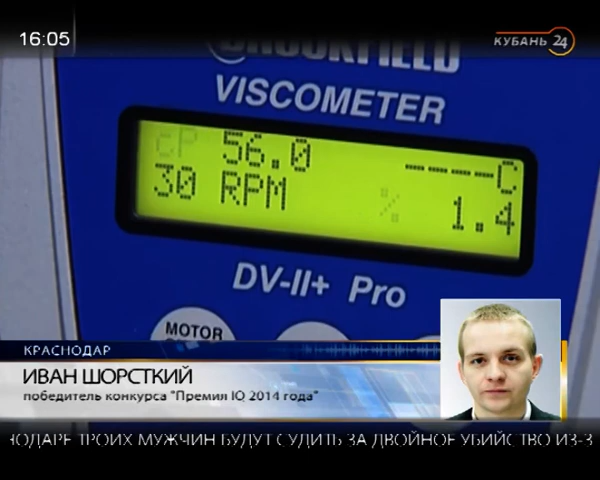 16:05
КУБАНЬ 24
BROOKFIELD
VISCOMETER
cP 56.0 ----C
30 RPM % 1.4
DV-II+ Pro
MOTOR
КРАСНОДАР
ИВАН ШОРСТКИЙ
победитель конкурса "Премия IQ 2014 года"
НОДАРЕ ТРОИХ МУЖЧИН БУДУТ СУДИТЬ ЗА ДВОЙНОЕ УБИЙСТВО ИЗ-З